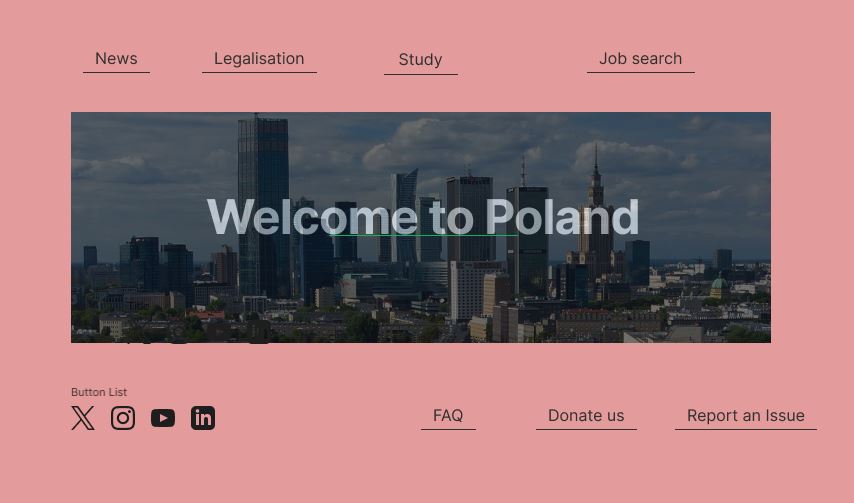 News
Legalisation
Study
Job search
Welcome to Poland
Button List
FAQ
Donate us
Report an Issue